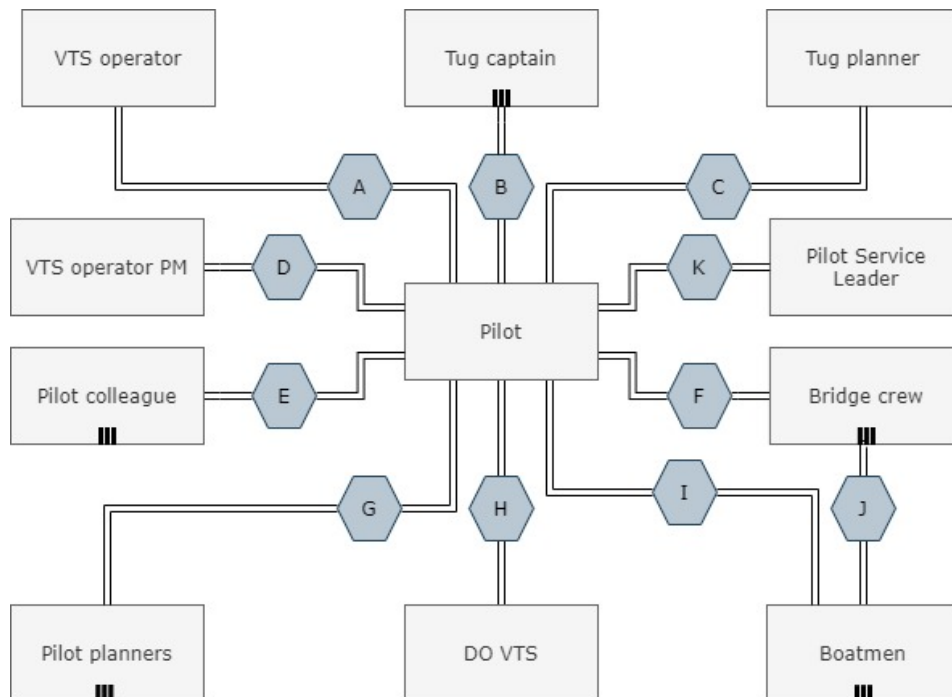 VTS operator
Tug captain
Tug planner
A
B
C
VTS operator PM
D
K
Pilot Service
Leader
Pilot
Pilot colleague
E
F
Bridge crew
G
H
I
J
Pilot planners
DO VTS
Boatmen